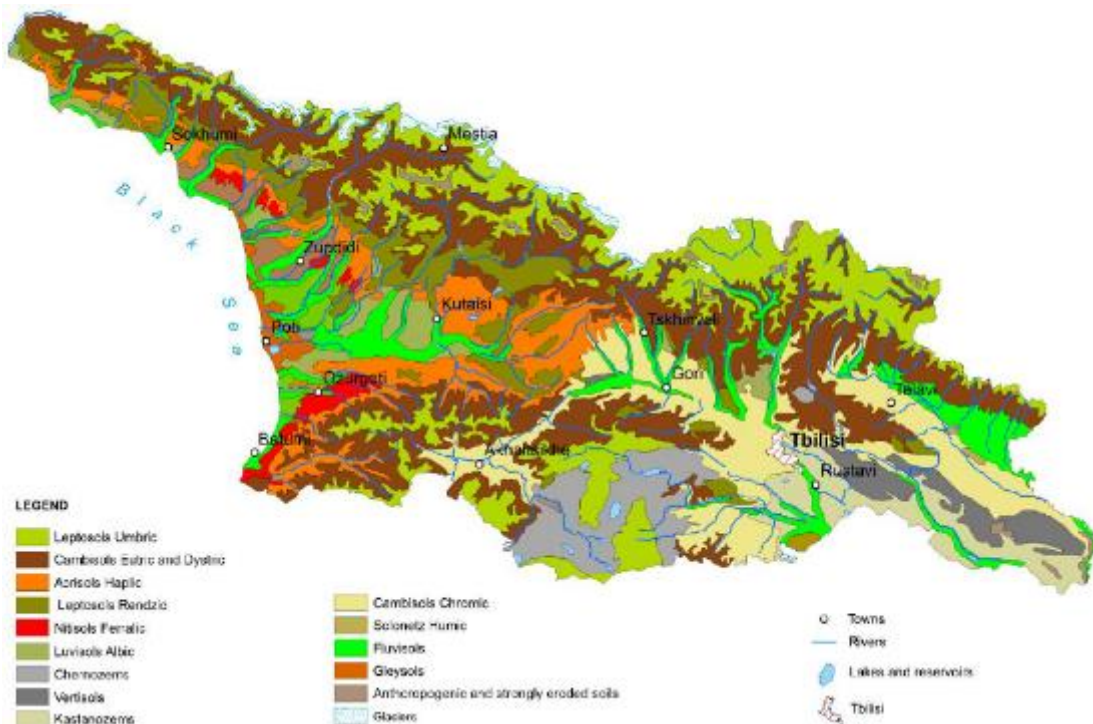 Sokhumi
Mestia
Black Sea
Zugdidi
Kutaisi
Poti
Tskhinvali
Ozurgeti
Gori
Telavi
Batumi
Akhaltsikhe
Tbilisi
Rustavi
LEGEND
Leptosols Umbric
Cambisols Eutric and Dystric
Acrisols Haplic
Leptosols Rendzic
Nitisols Ferralic
Luvisols Albic
Chernozems
Vertisols
Kastanozems
Cambisols Chromic
Solonetz Humic
Fluvisols
Gleysols
Anthropogenic and strongly eroded soils
Glaciers
Towns
Rivers
Lakes and reservoirs
Tbilisi